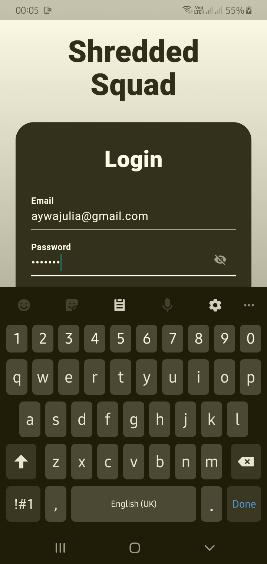 00:05 55%
Shredded
Squad
Login
Email
aywajulia@gmail.com
Password
•••••••
1 2 3 4 5 6 7 8 9 0
q w e r t y u i o p
a s d f g h j k l
z x c v b n m
!#1 , English (UK) . Done